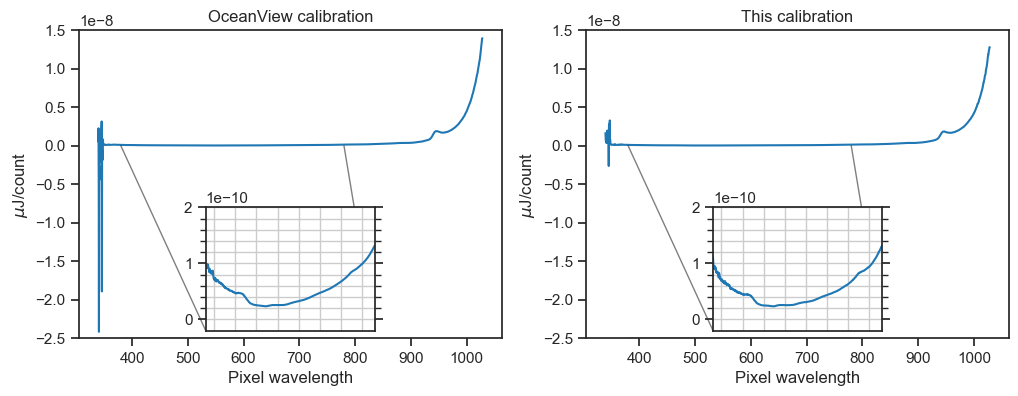 OceanView calibration
1e−8
1.5
1.0
0.5
0.0
−0.5
−1.0
−1.5
−2.0
−2.5
μJ/count
1e−10
2
1
0
400 500 600 700 800 900 1000
Pixel wavelength
This calibration
1e−8
1.5
1.0
0.5
0.0
−0.5
−1.0
−1.5
−2.0
−2.5
μJ/count
1e−10
2
1
0
400 500 600 700 800 900 1000
Pixel wavelength